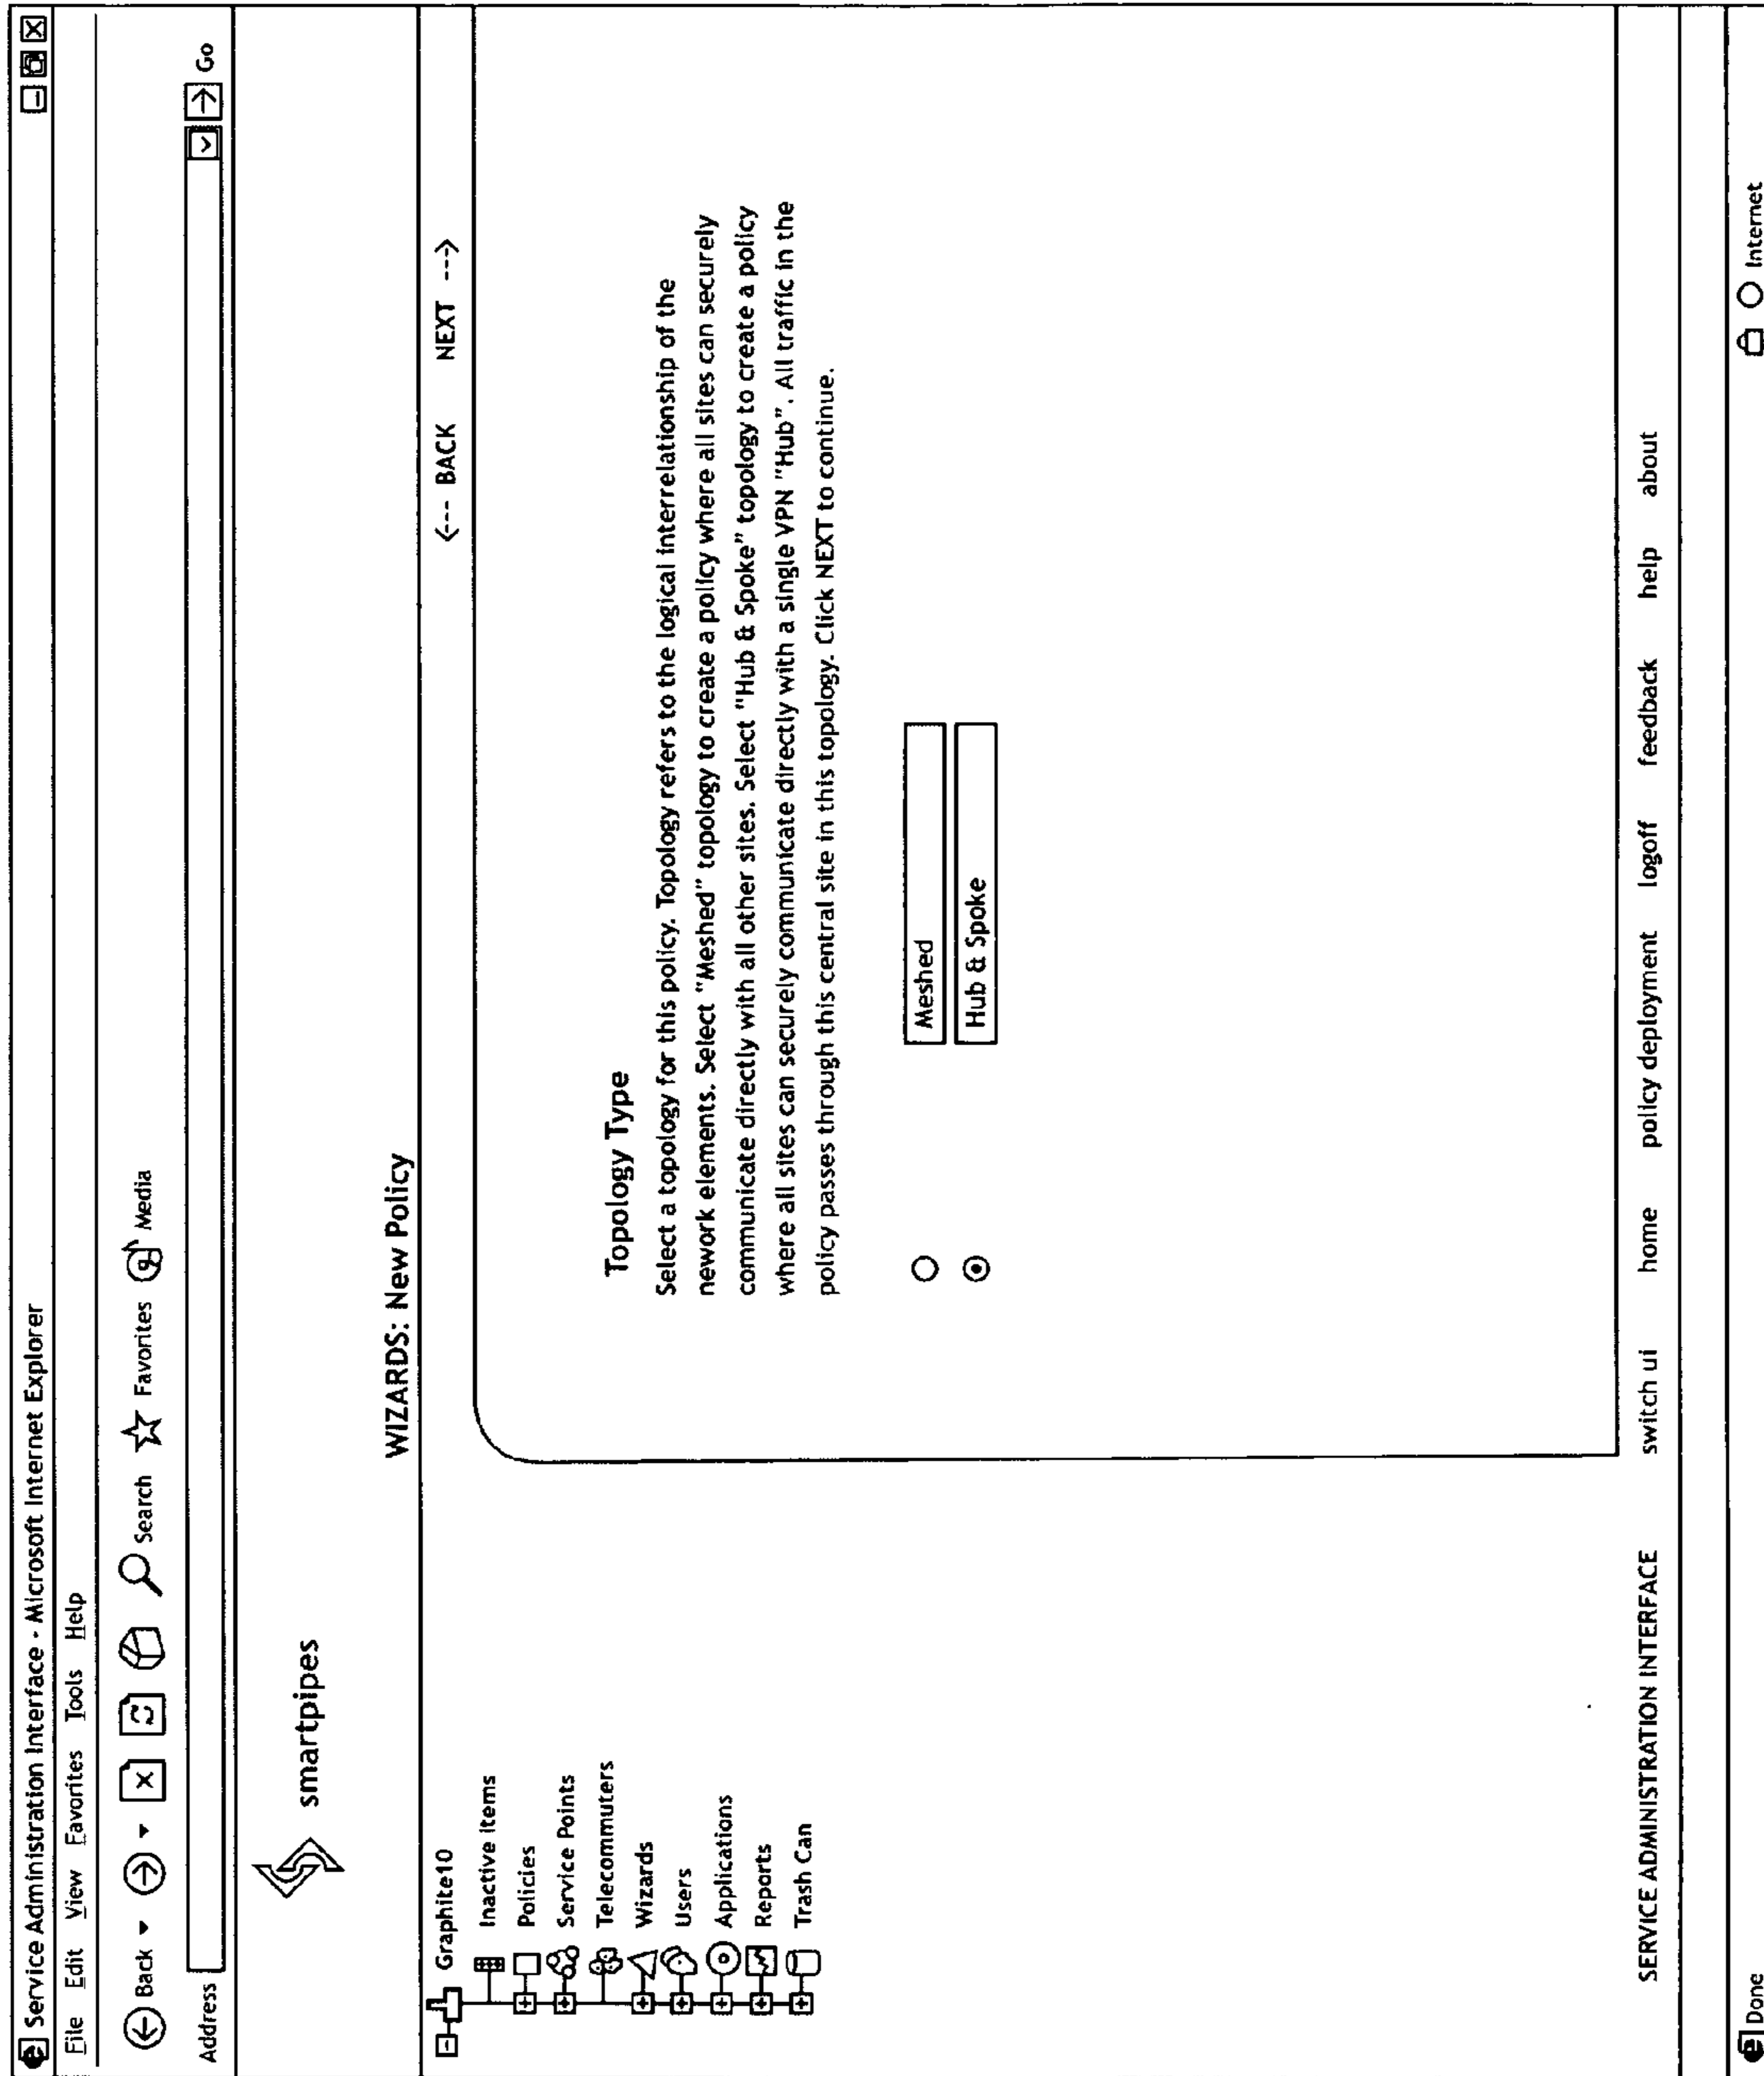 Service Administration Interface - Microsoft Internet Explorer
File Edit View Favorites Tools Help
Back Search Favorites Media
Address Go
smartpipes
WIZARDS: New Policy
<--- BACK NEXT --->
Graphite10
Inactive Items
Policies
Service Points
Telecommuters
Wizards
Users
Applications
Reports
Trash Can
Topology Type
Select a topology for this policy. Topology refers to the logical interrelationship of the
nework elements. Select "Meshed" topology to create a policy where all sites can securely
communicate directly with all other sites. Select "Hub & Spoke" topology to create a policy
where all sites can securely communicate directly with a single VPN "Hub". All traffic in the
policy passes through this central site in this topology. Click NEXT to continue.
Meshed
Hub & Spoke
SERVICE ADMINISTRATION INTERFACE
switch ui home policy deployment logoff feedback help about
Done Internet